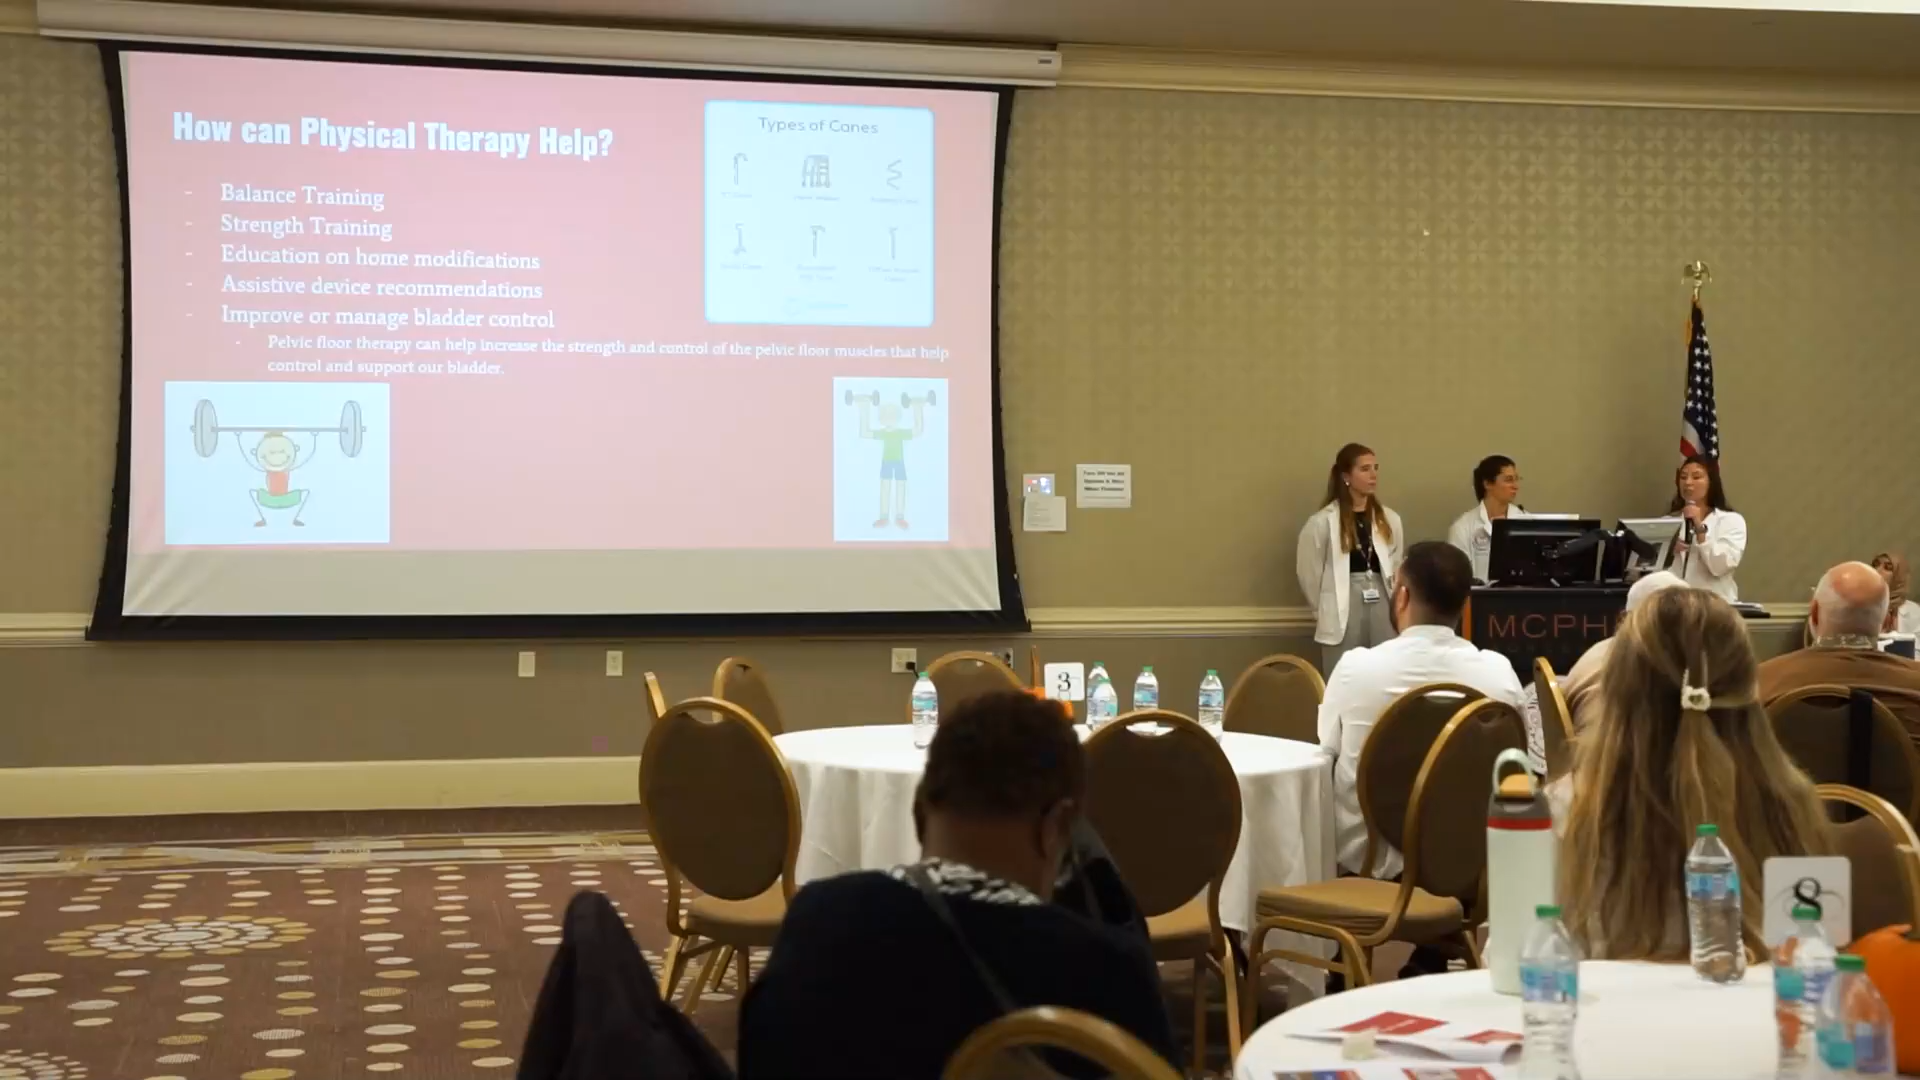 How can Physical Therapy Help?
- Balance Training
- Strength Training
- Education on home modifications
- Assistive device recommendations
- Improve or manage bladder control
- Pelvic floor therapy can help increase the strength and control of the pelvic floor muscles that help
control and support our bladder.
Types of Canes
MCPH
3
8